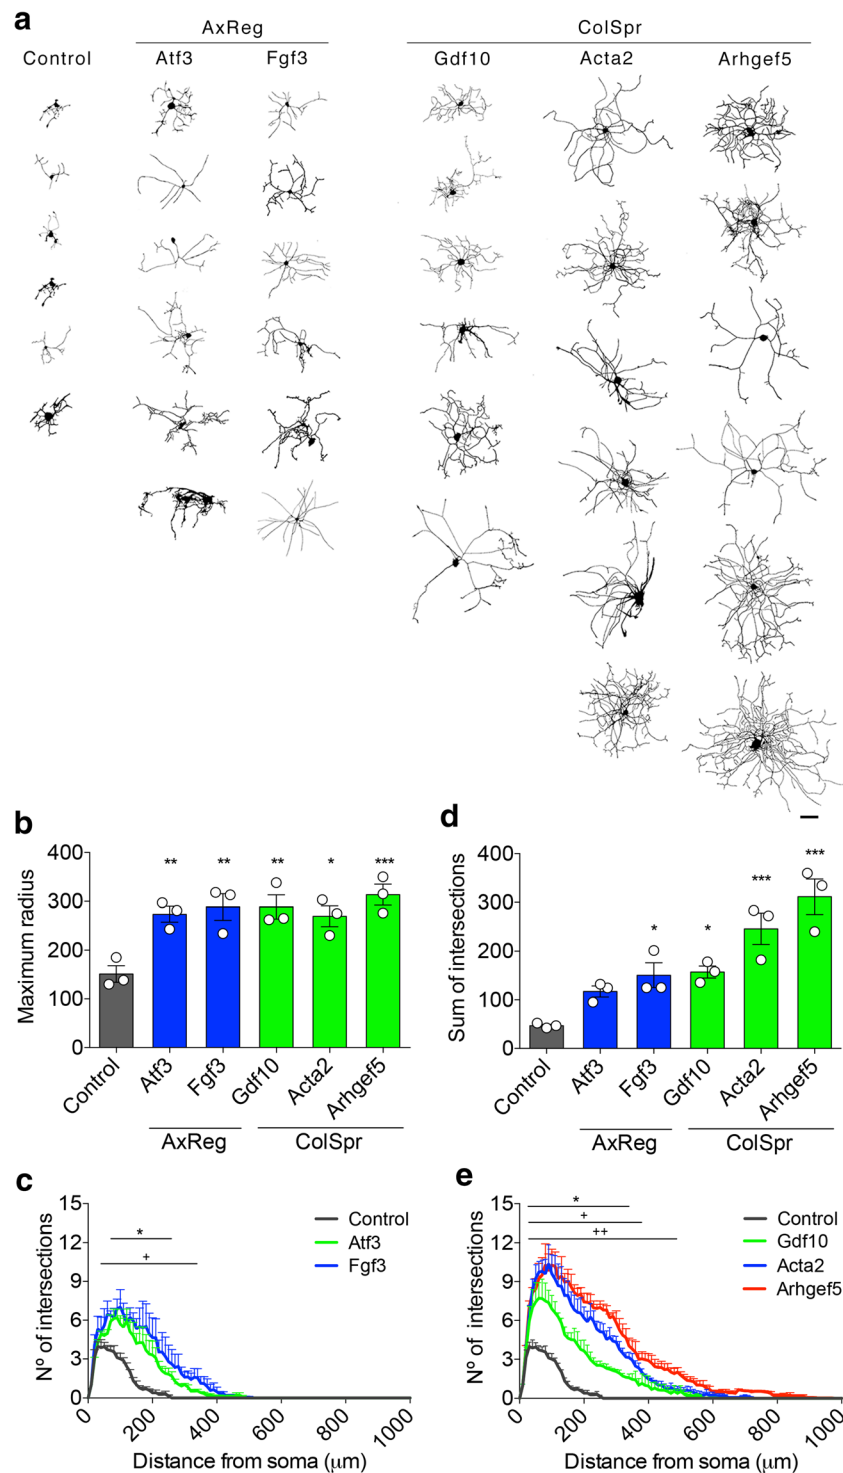 a
AxReg ColSpr
Control Atf3 Fgf3 Gdf10 Acta2 Arhgef5
b
400
300
200
100
0
Maximum radius
** ** ** * ***
Control Atf3 Fgf3 Gdf10 Acta2 Arhgef5
AxReg ColSpr
d
400
300
200
100
0
Sum of intersections
* * *** ***
Control Atf3 Fgf3 Gdf10 Acta2 Arhgef5
AxReg ColSpr
c
15
12
9
6
3
0
Nº of intersections
*
+
Control
Atf3
Fgf3
0 200 400 600 800 1000
Distance from soma (μm)
e
15
12
9
6
3
0
Nº of intersections
*
+
++
Control
Gdf10
Acta2
Arhgef5
0 200 400 600 800 1000
Distance from soma (μm)